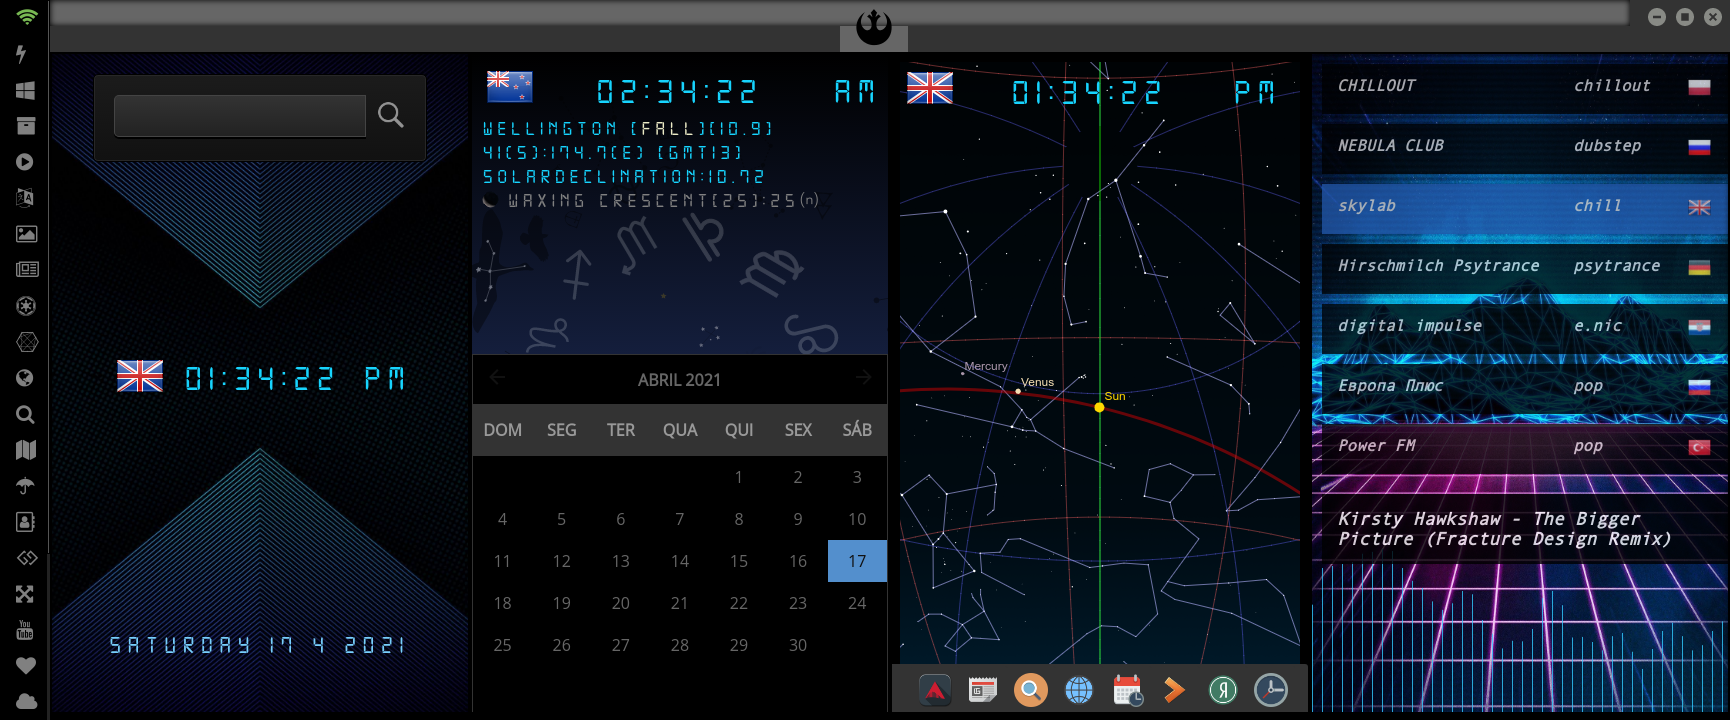 01:34:22 PM
SATURDAY 17 4 2021
02:34:22 AM
WELLINGTON [FALL][10.9]
41(S):174.7(E) [GMT13]
SOLARDECLINATION:10.72
WAXING CRESCENT[25]:25(n)
ABRIL 2021
DOM SEG TER QUA QUI SEX SÁB
1 2 3
4 5 6 7 8 9 10
11 12 13 14 15 16 17
18 19 20 21 22 23 24
25 26 27 28 29 30
01:34:22 PM
Mercury
Venus
Sun
CHILLOUT chillout
NEBULA CLUB dubstep
skylab chill
Hirschmilch Psytrance psytrance
digital impulse e.nic
Европа Плюс pop
Power FM pop
Kirsty Hawkshaw - The Bigger
Picture (Fracture Design Remix)
You
Tube
Я